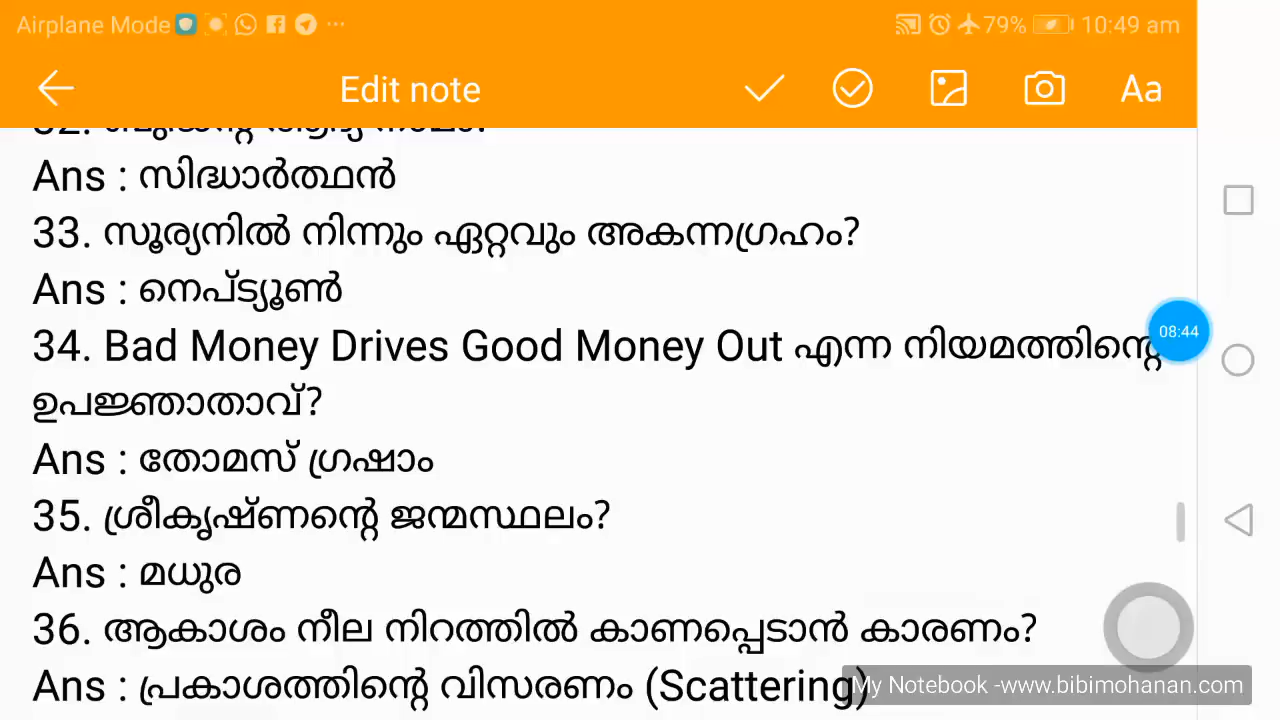 Airplane Mode ... 79% 10:49 am
Edit note Aa
32.
Ans : സിദ്ധാർത്ഥൻ
33. സൂര്യനിൽ നിന്നും ഏറ്റവും അകന്നഗ്രഹം?
Ans : നെപ്ട്യൂൺ
34. Bad Money Drives Good Money Out എന്ന നിയമത്തിന്റെ
08:44
ഉപജ്ഞാതാവ്?
Ans : തോമസ് ഗ്രഷാം
35. ശ്രീകൃഷ്ണന്റെ ജന്മസ്ഥലം?
Ans : മധുര
36. ആകാശം നീല നിറത്തിൽ കാണപ്പെടാൻ കാരണം?
Ans : പ്രകാശത്തിന്റെ വിസരണം (Scattering)
My Notebook -www.bibimohanan.com